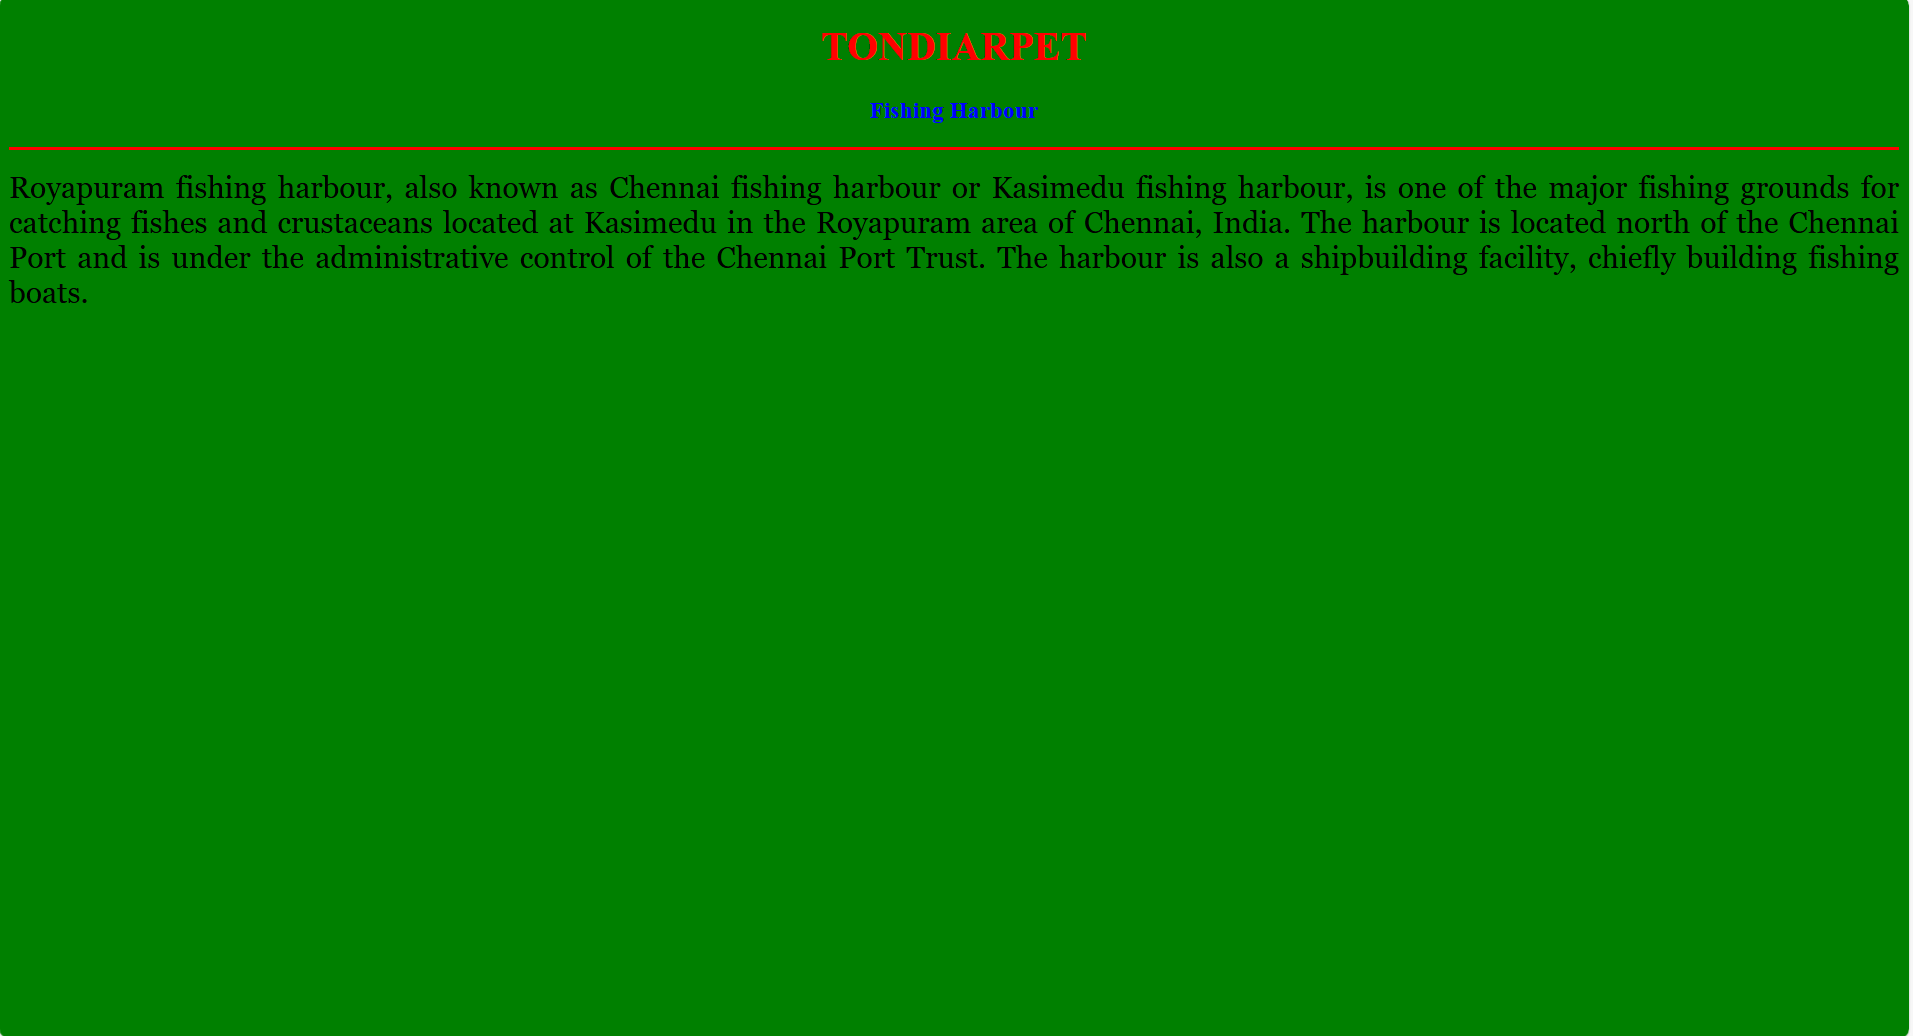 TONDIARPET
Fishing Harbour
Royapuram fishing harbour, also known as Chennai fishing harbour or Kasimedu fishing harbour, is one of the major fishing grounds for
catching fishes and crustaceans located at Kasimedu in the Royapuram area of Chennai, India. The harbour is located north of the Chennai
Port and is under the administrative control of the Chennai Port Trust. The harbour is also a shipbuilding facility, chiefly building fishing
boats.